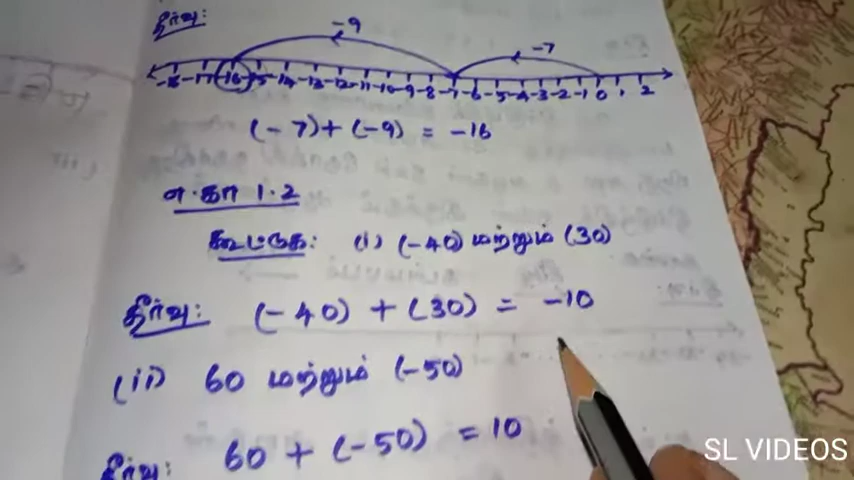 தீர்வு:
-9 -7
-18 -17 -16 -15 -14 -13 -12 -11 -10 -9 -8 -7 -6 -5 -4 -3 -2 -1 0 1 2
(-7)+(-9) = -16
எ.கா 1.2
கூட்டுக: (i) (-40) மற்றும் (30)
தீர்வு: (-40) + (30) = -10
(ii) 60 மற்றும் (-50)
தீர்வு: 60 + (-50) = 10
SL VIDEOS